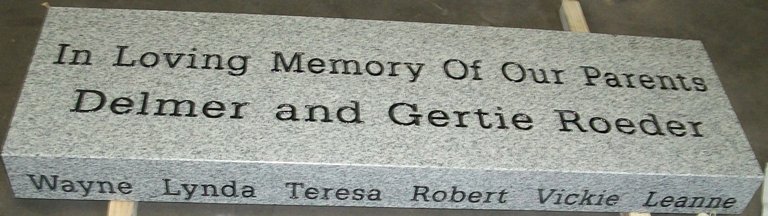 In Loving Memory Of Our Parents
Delmer and Gertie Roeder
Wayne Lynda Teresa Robert Vickie Leanne